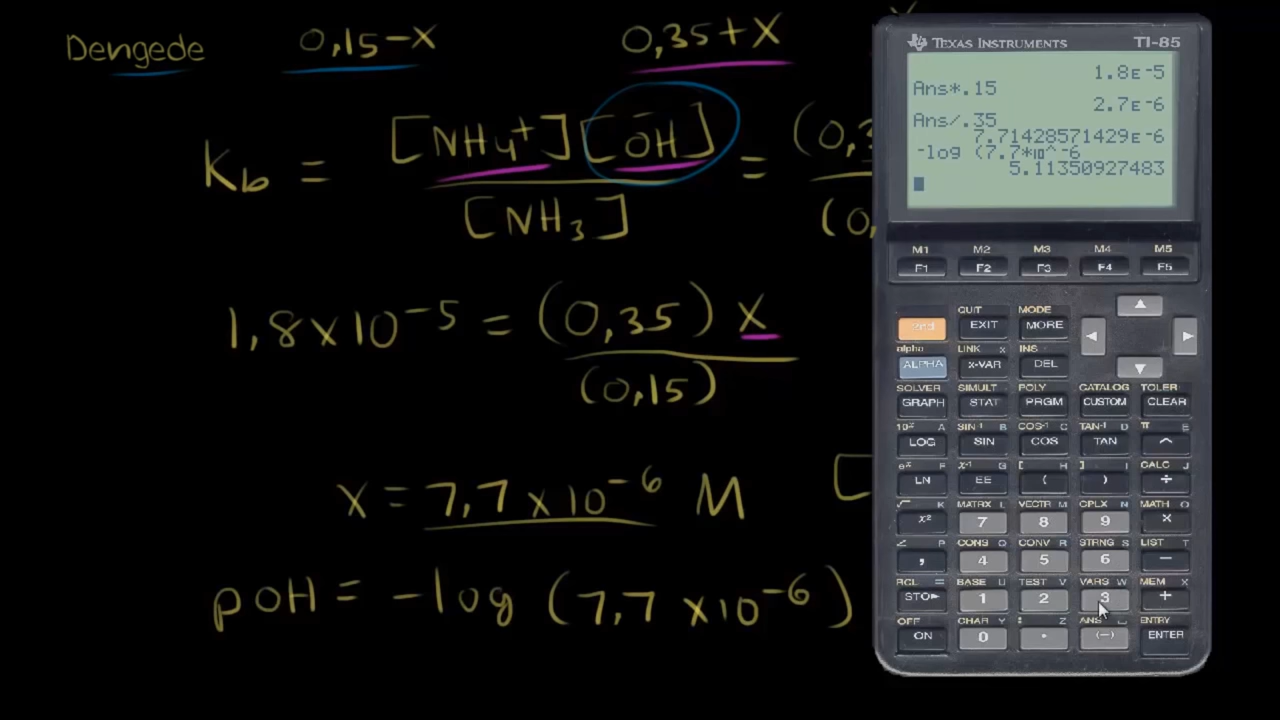 Dengede 0,15-X 0,35+X
Kb = [NH4+][OH-] / [NH3] = (0,3 / (0,
1,8 x 10^-5 = (0,35) X / (0,15)
X = 7,7 x 10^-6 M [
pOH = -log (7,7 x 10^-6)
TEXAS INSTRUMENTS TI-85
1.8E-5
Ans*.15
2.7E-6
Ans/.35
7.71428571429E-6
-log (7.7*10^-6
5.11350927483
M1 M2 M3 M4 M5
F1 F2 F3 F4 F5
QUIT MODE
2nd EXIT MORE
alpha LINK x INS
ALPHA x-VAR DEL
SOLVER SIMULT POLY CATALOG TOLER
GRAPH STAT PRGM CUSTOM CLEAR
10^x A SIN-1 B COS-1 C TAN-1 D π E
LOG SIN COS TAN ^
e^x F x-1 G [ H ] I CALC J
LN EE ( ) ÷
√ K MATRX L VECTR M CPLX N MATH O
x² 7 8 9 ×
∠ P CONS Q CONV R STRNG S LIST T
, 4 5 6 −
RCL = BASE U TEST V VARS W MEM X
STO▸ 1 2 3 +
OFF CHAR Y : Z ANS ENTRY
ON 0 . (−) ENTER